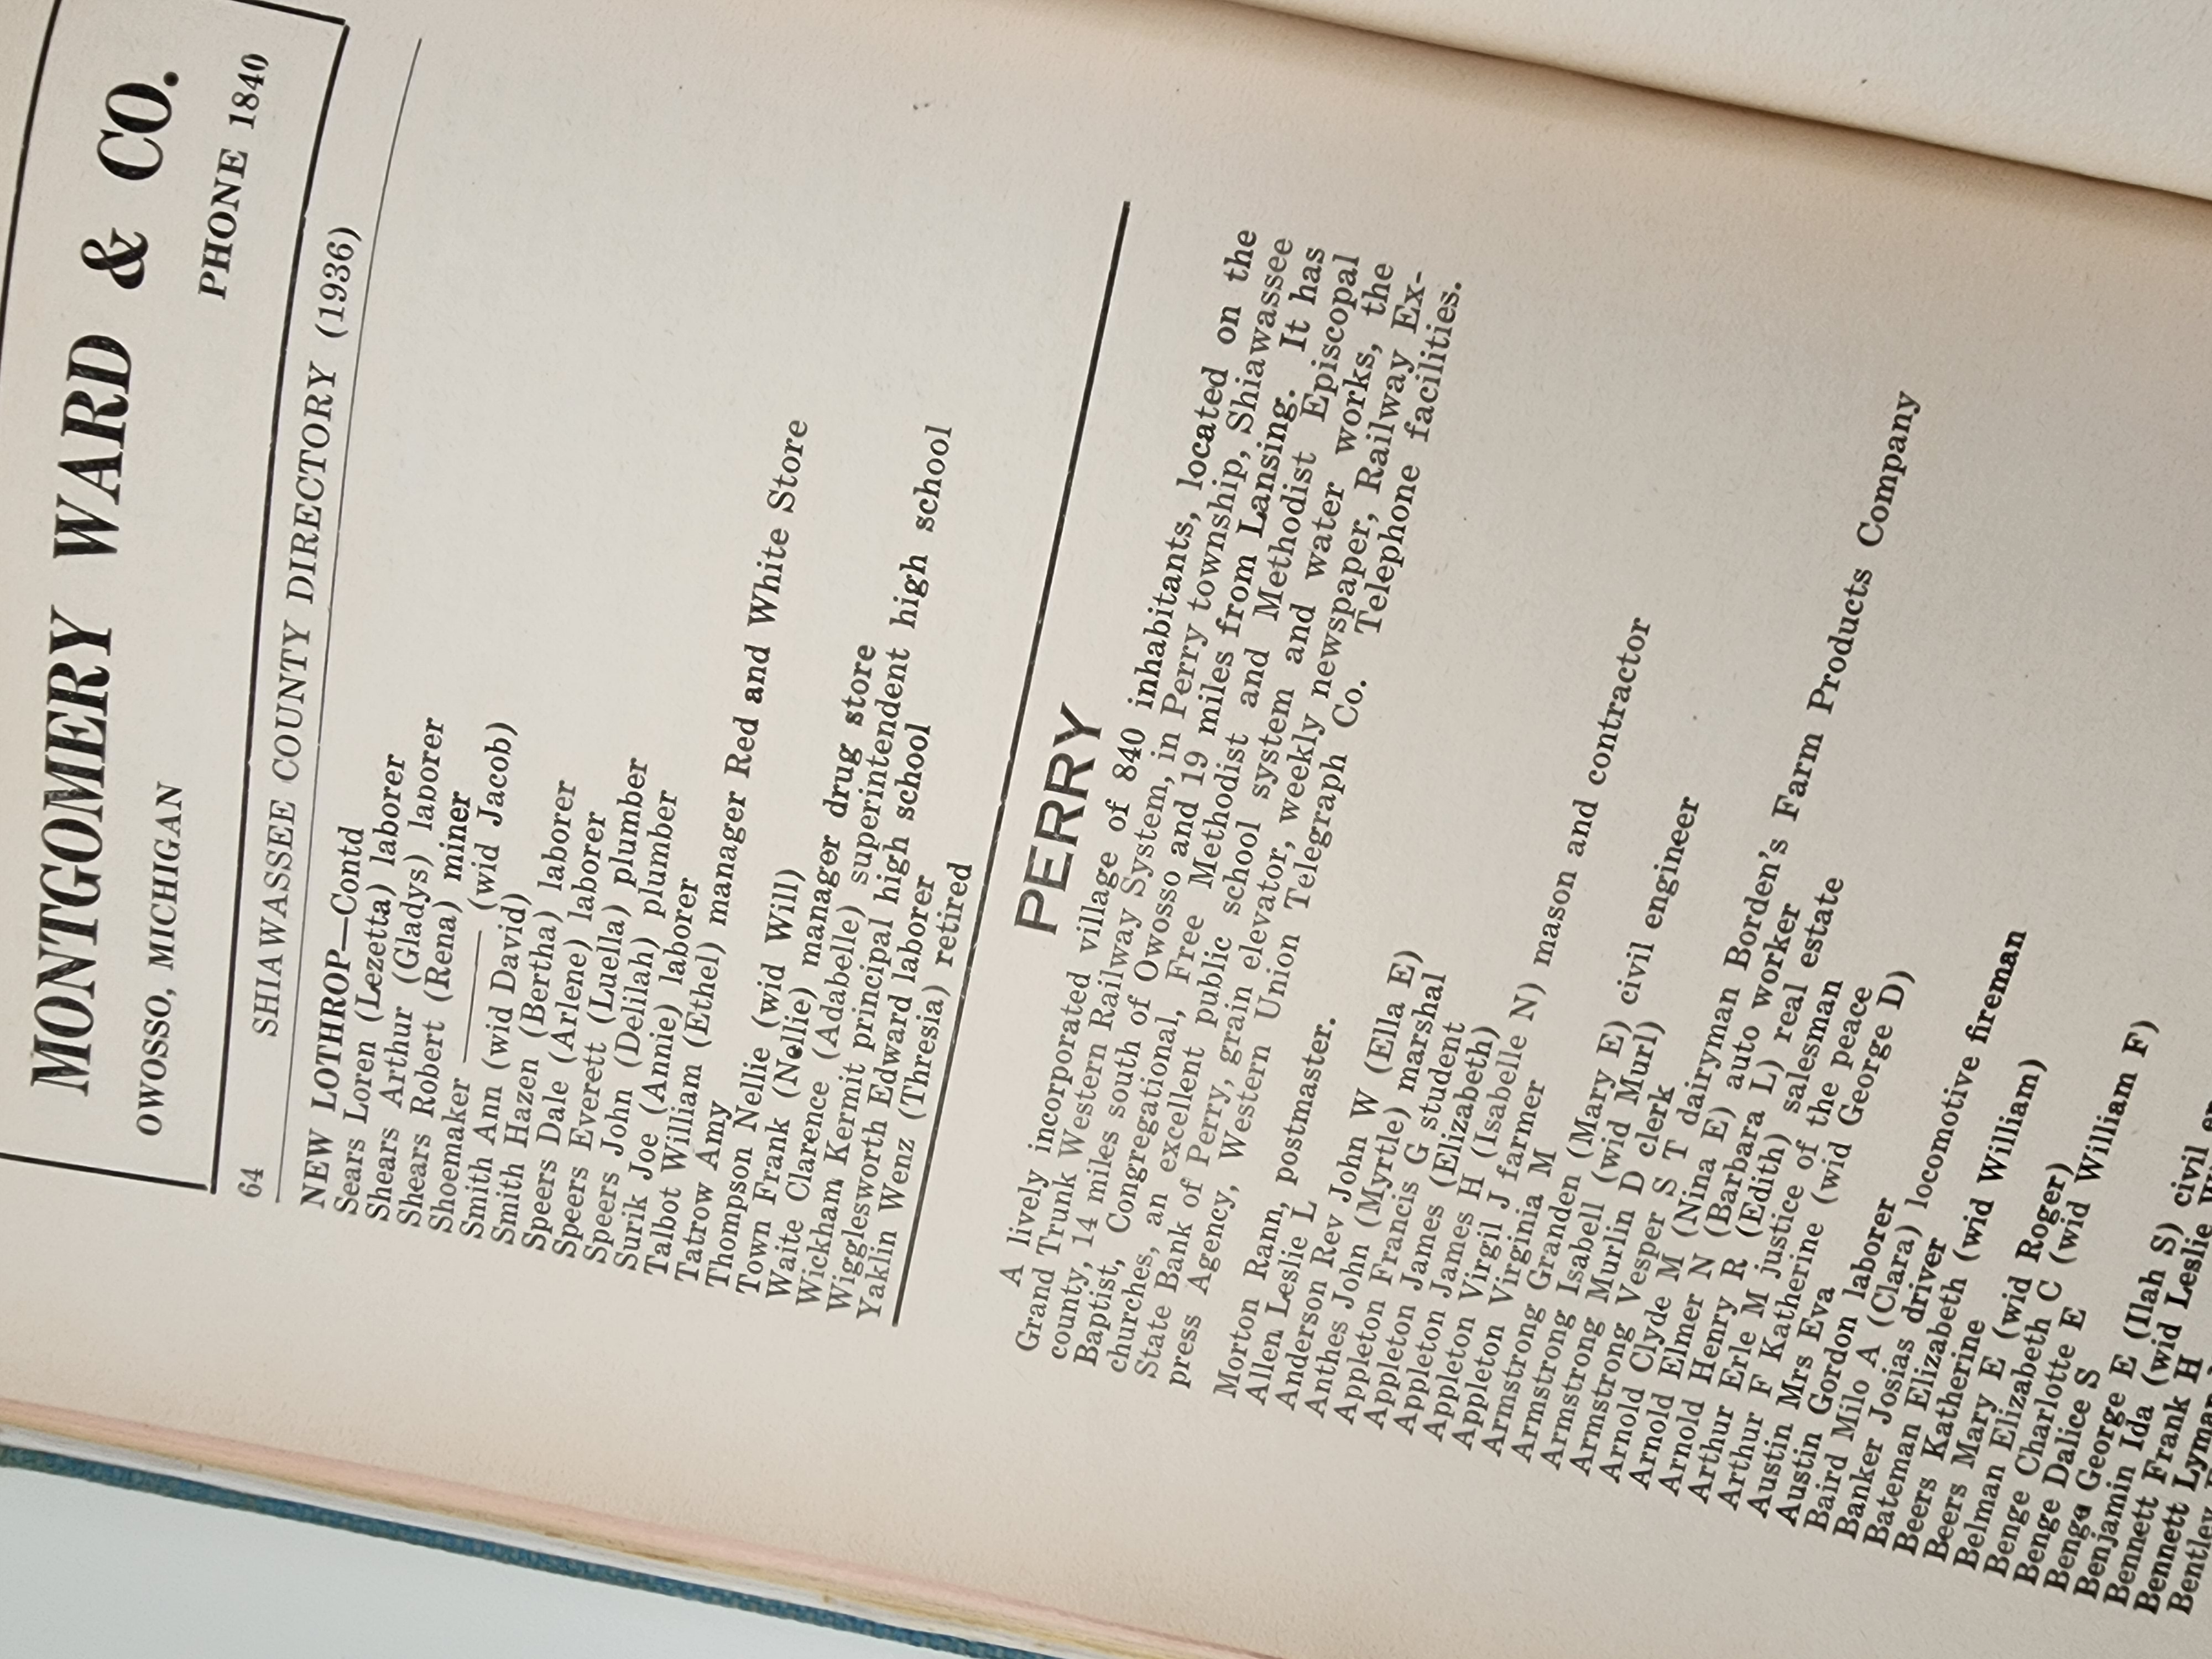 MONTGOMERY WARD & CO.
OWOSSO, MICHIGAN PHONE 1840
64 SHIAWASSEE COUNTY DIRECTORY (1936)
NEW LOTHROP—Contd
Sears Loren (Lezetta) laborer
Shears Arthur (Gladys) laborer
Shears Robert (Rena) miner
Shoemaker ——— (wid Jacob)
Smith Ann (wid David)
Smith Hazen (Bertha) laborer
Speers Dale (Arlene) laborer
Speers Everett (Luella) plumber
Speers John (Delilah) plumber
Surik Joe (Annie) laborer
Talbot William (Ethel) manager Red and White Store
Tatrow Amy
Thompson Nellie (wid Will)
Town Frank (Nellie) manager drug store
Waite Clarence (Adabelle) superintendent high school
Wickham Kermit principal high school
Wigglesworth Edward laborer
Yaklin Wenz (Thresia) retired
PERRY
A lively incorporated village of 840 inhabitants, located on the
Grand Trunk Western Railway System, in Perry township, Shiawassee
county, 14 miles south of Owosso and 19 miles from Lansing. It has
Baptist, Congregational, Free Methodist and Methodist Episcopal
churches, an excellent public school system and water works, the
State Bank of Perry, grain elevator, weekly newspaper, Railway Ex-
press Agency, Western Union Telegraph Co. Telephone facilities.
Morton Rann, postmaster.
Allen Leslie L
Anderson Rev John W (Ella E)
Anthes John (Myrtle) marshal
Appleton Francis G student
Appleton James (Elizabeth)
Appleton James H (Isabelle N) mason and contractor
Appleton Virgil J farmer
Appleton Virginia M
Armstrong Granden (Mary E) civil engineer
Armstrong Isabell (wid Murl)
Armstrong Murlin D clerk
Armstrong Vesper S T dairyman Borden's Farm Products Company
Arnold Clyde M (Nina E) auto worker
Arnold Elmer N (Barbara L) real estate
Arnold Henry R (Edith) salesman
Arthur Erle M justice of the peace
Arthur F Katherine (wid George D)
Austin Mrs Eva
Austin Gordon laborer
Baird Milo A (Clara) locomotive fireman
Banker Josias driver
Bateman Elizabeth (wid William)
Beers Katherine
Beers Mary E (wid Roger)
Belman Elizabeth C (wid William F)
Benge Charlotte E
Benge Dalice S
Benge George E (Ilah S) civil
Benjamin Ida (wid Leslie
Bennett Frank H
Bennett Lyman
Bentley